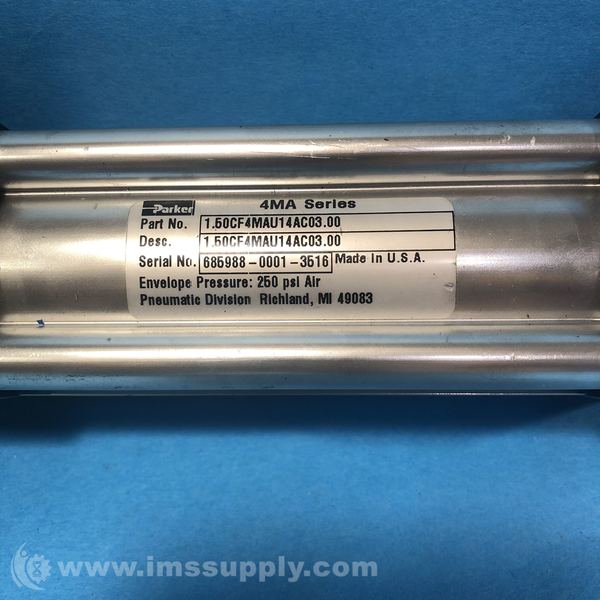 Parker 4MA Series
Part No. 1.50CF4MAU14AC03.00
Desc. 1.50CF4MAU14AC03.00
Serial No. 685988-0001-3516 Made In U.S.A.
Envelope Pressure: 250 psi Air
Pneumatic Division Richland, MI 49083
www.imssupply.com